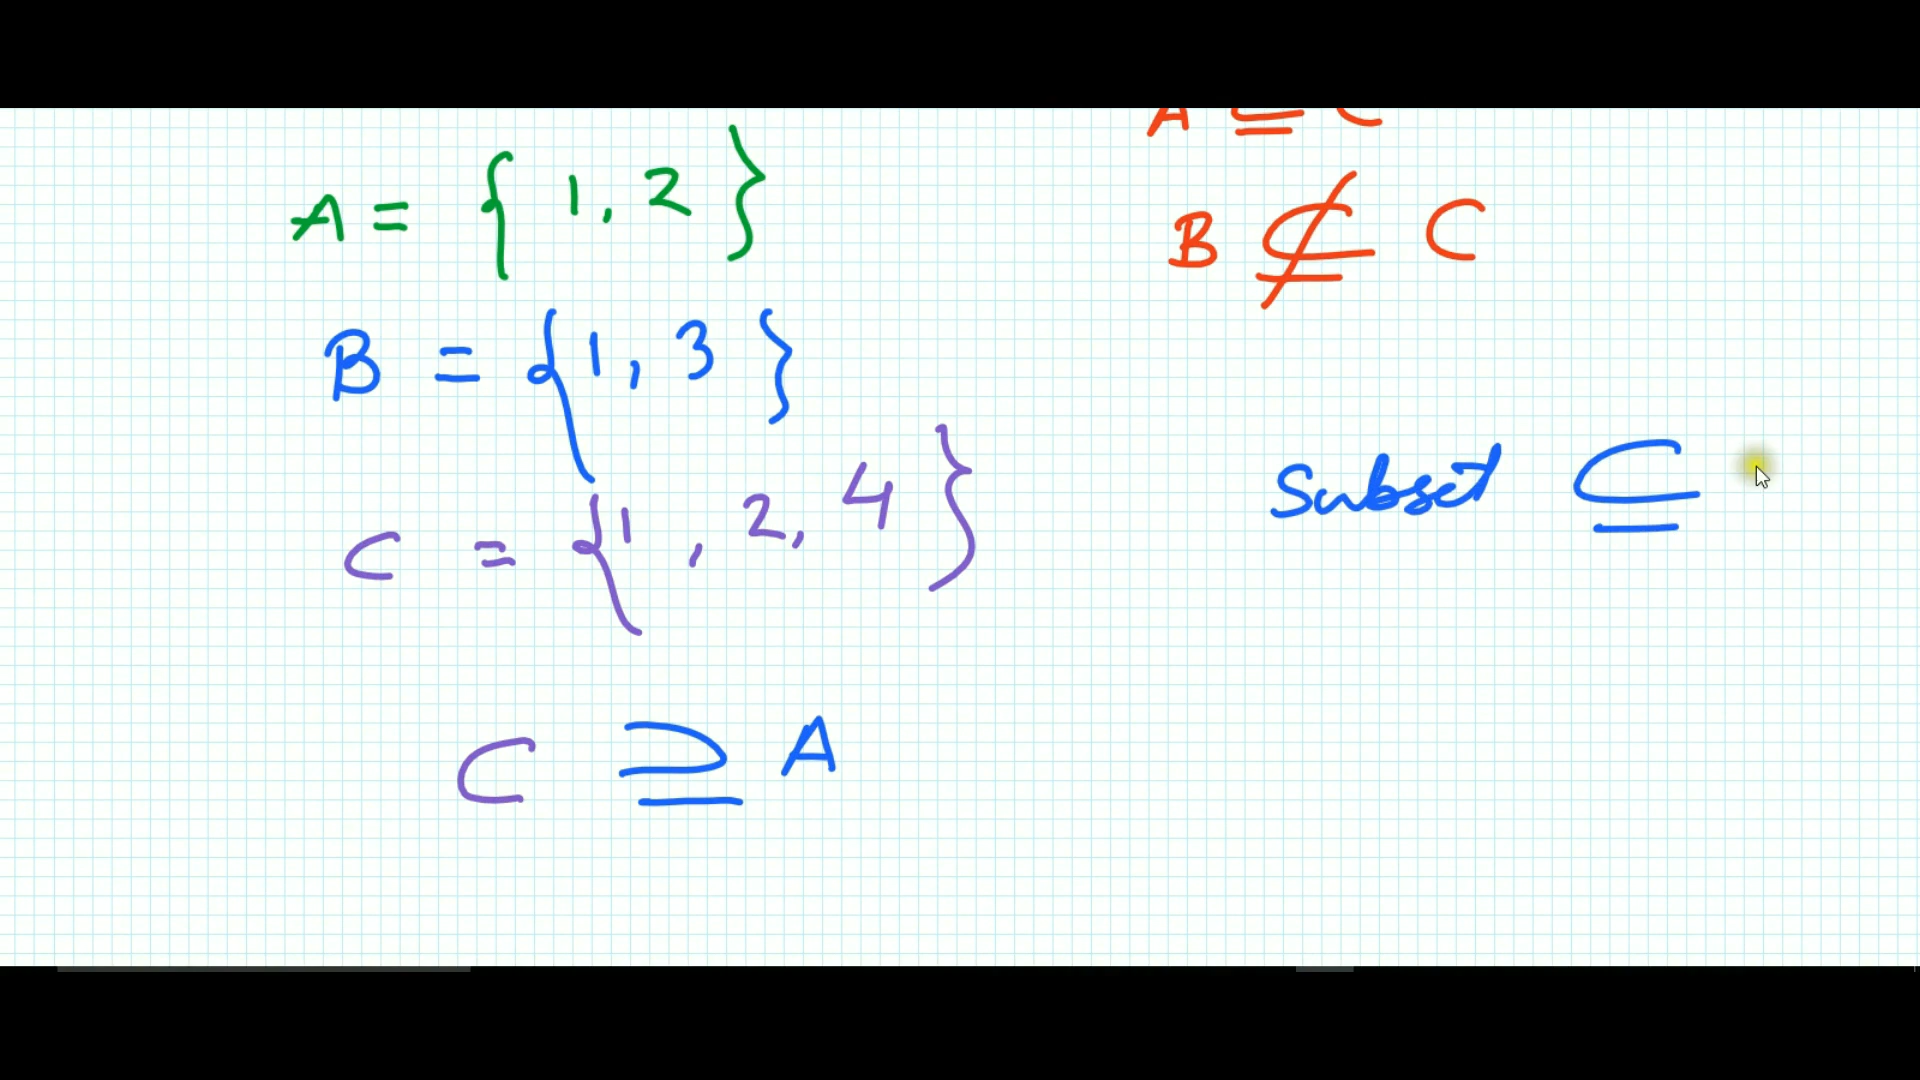 A ⊆ C
A = { 1, 2 }
B ⊈ C
B = { 1, 3 }
C = { 1 , 2, 4 }
Subset ⊆
C ⊇ A